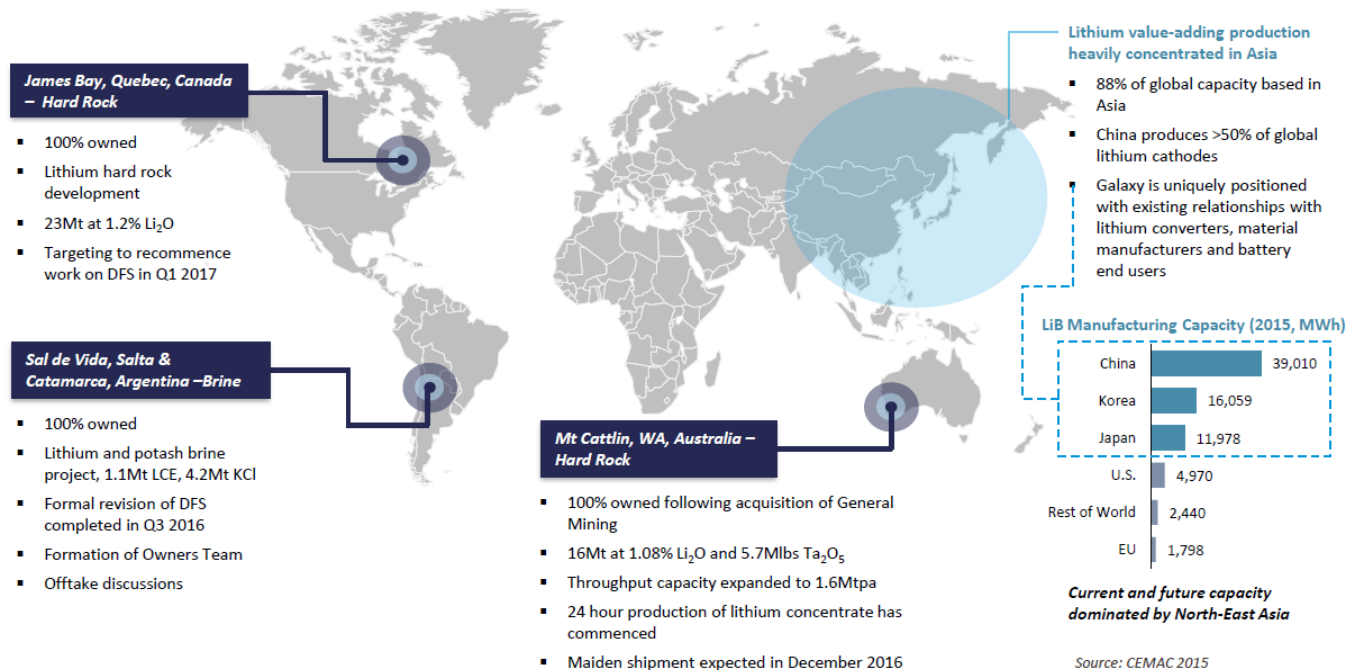 James Bay, Quebec, Canada
– Hard Rock
▪ 100% owned
▪ Lithium hard rock
development
▪ 23Mt at 1.2% Li₂O
▪ Targeting to recommence
work on DFS in Q1 2017
Sal de Vida, Salta &
Catamarca, Argentina –Brine
▪ 100% owned
▪ Lithium and potash brine
project, 1.1Mt LCE, 4.2Mt KCl
▪ Formal revision of DFS
completed in Q3 2016
▪ Formation of Owners Team
▪ Offtake discussions
Mt Cattlin, WA, Australia –
Hard Rock
▪ 100% owned following acquisition of General
Mining
▪ 16Mt at 1.08% Li₂O and 5.7Mlbs Ta₂O₅
▪ Throughput capacity expanded to 1.6Mtpa
▪ 24 hour production of lithium concentrate has
commenced
▪ Maiden shipment expected in December 2016
Lithium value-adding production
heavily concentrated in Asia
▪ 88% of global capacity based in
Asia
▪ China produces >50% of global
lithium cathodes
▪ Galaxy is uniquely positioned
with existing relationships with
lithium converters, material
manufacturers and battery
end users
LiB Manufacturing Capacity (2015, MWh)
China 39,010
Korea 16,059
Japan 11,978
U.S. 4,970
Rest of World 2,440
EU 1,798
Current and future capacity
dominated by North-East Asia
Source: CEMAC 2015